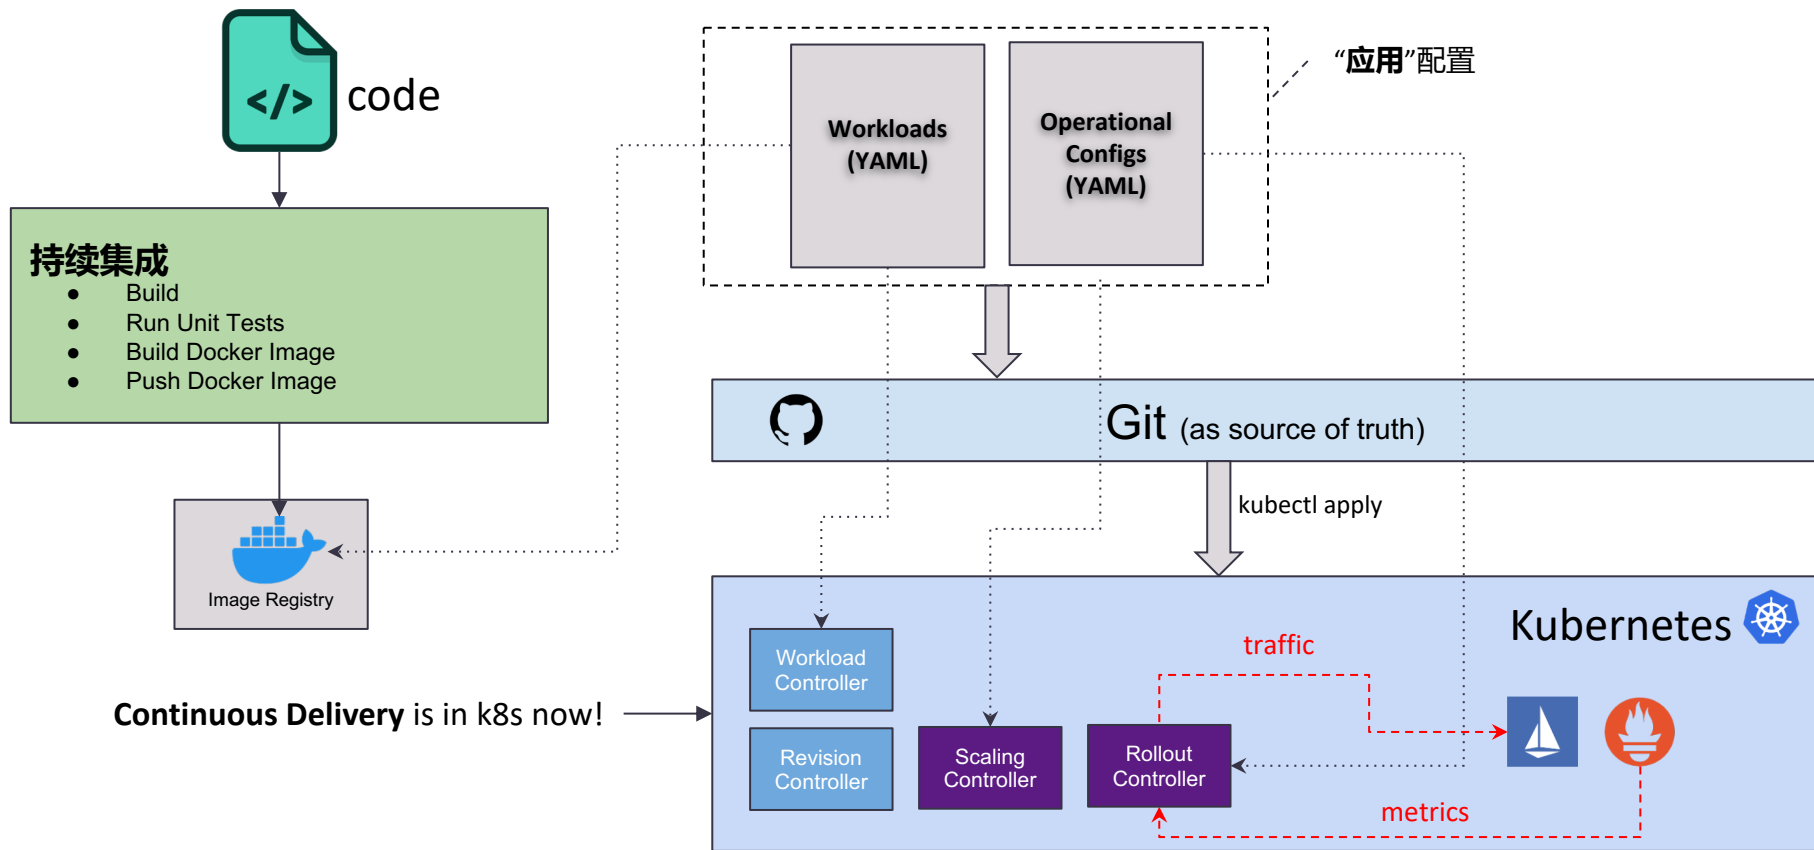 </>
code
持续集成
● Build
● Run Unit Tests
● Build Docker Image
● Push Docker Image
Image Registry
Workloads
(YAML)
Operational
Configs
(YAML)
“应用”配置
Git (as source of truth)
kubectl apply
Kubernetes
Continuous Delivery is in k8s now!
Workload
Controller
Revision
Controller
Scaling
Controller
Rollout
Controller
traffic
metrics